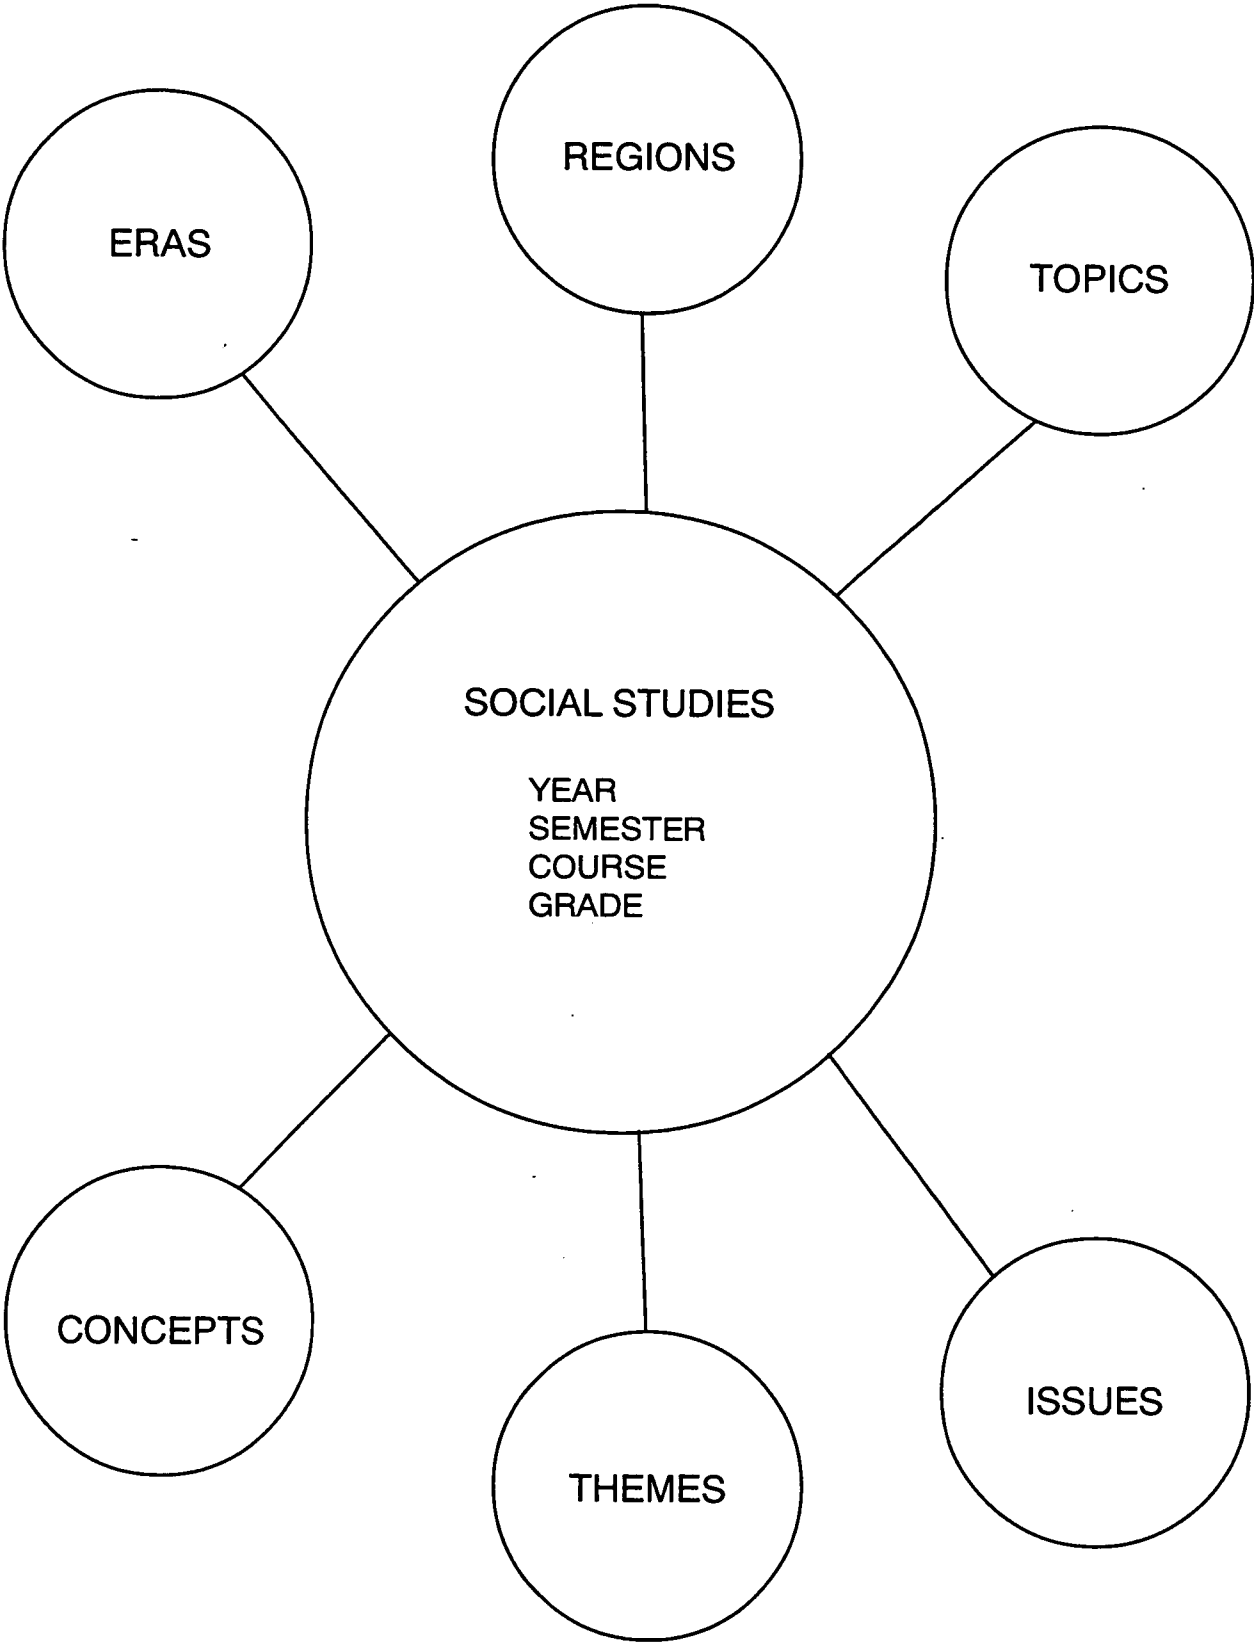 REGIONS
ERAS
TOPICS
SOCIAL STUDIES
YEAR
SEMESTER
COURSE
GRADE
CONCEPTS
ISSUES
THEMES